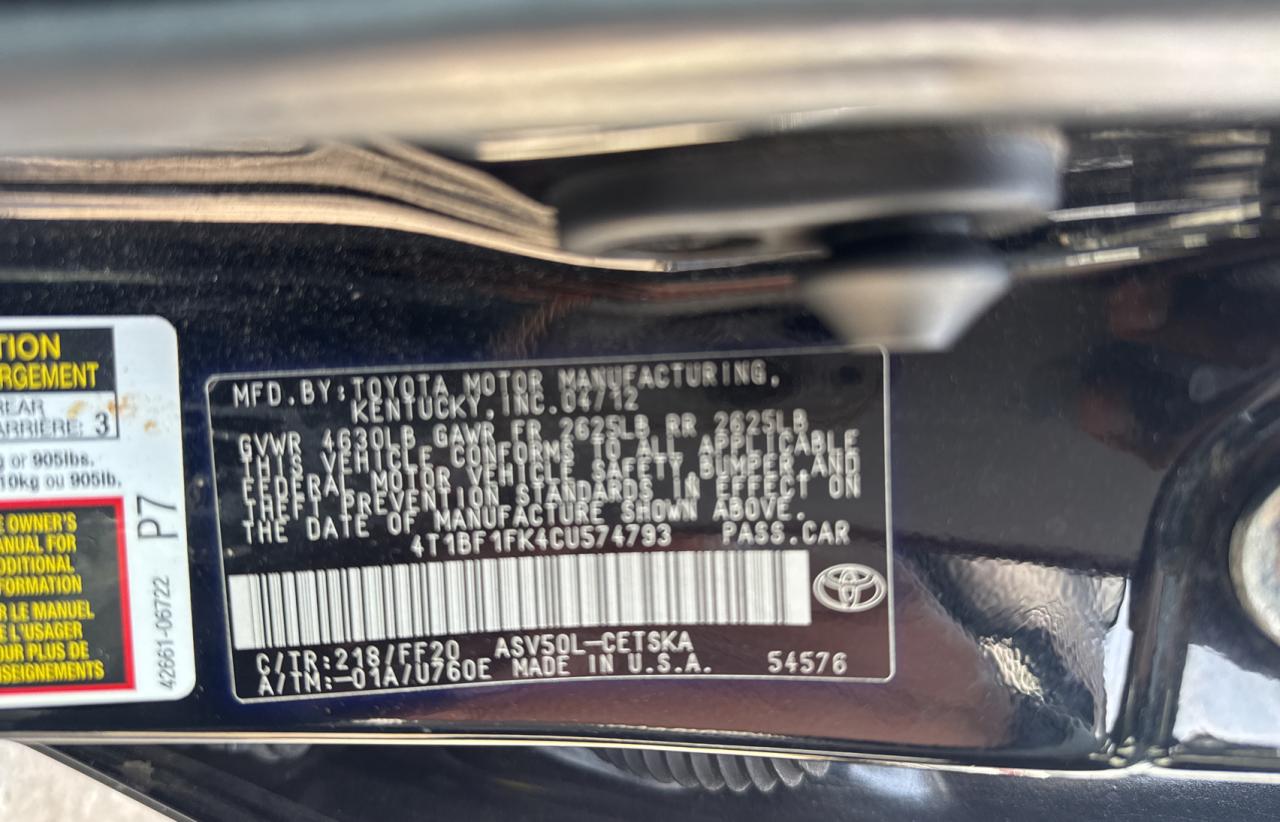 TION
RGEMENT
REAR
ARRIÈRE: 3
g or 905lbs.
10kg ou 905lb.
E OWNER'S
ANUAL FOR
DDITIONAL
FORMATION
R LE MANUEL
E L'USAGER
OUR PLUS DE
SEIGNEMENTS
P7
42661-06722
MFD.BY:TOYOTA MOTOR MANUFACTURING,
KENTUCKY,INC.04/12
GVWR 4630LB GAWR FR 2625LB RR 2625LB
THIS VEHICLE CONFORMS TO ALL APPLICABLE
FEDERAL MOTOR VEHICLE SAFETY,BUMPER,AND
THEFT PREVENTION STANDARDS IN EFFECT ON
THE DATE OF MANUFACTURE SHOWN ABOVE.
4T1BF1FK4CU574793 PASS.CAR
C/TR:218/FF20 ASV50L-CETSKA
A/TM:-01A/U760E MADE IN U.S.A. 54576